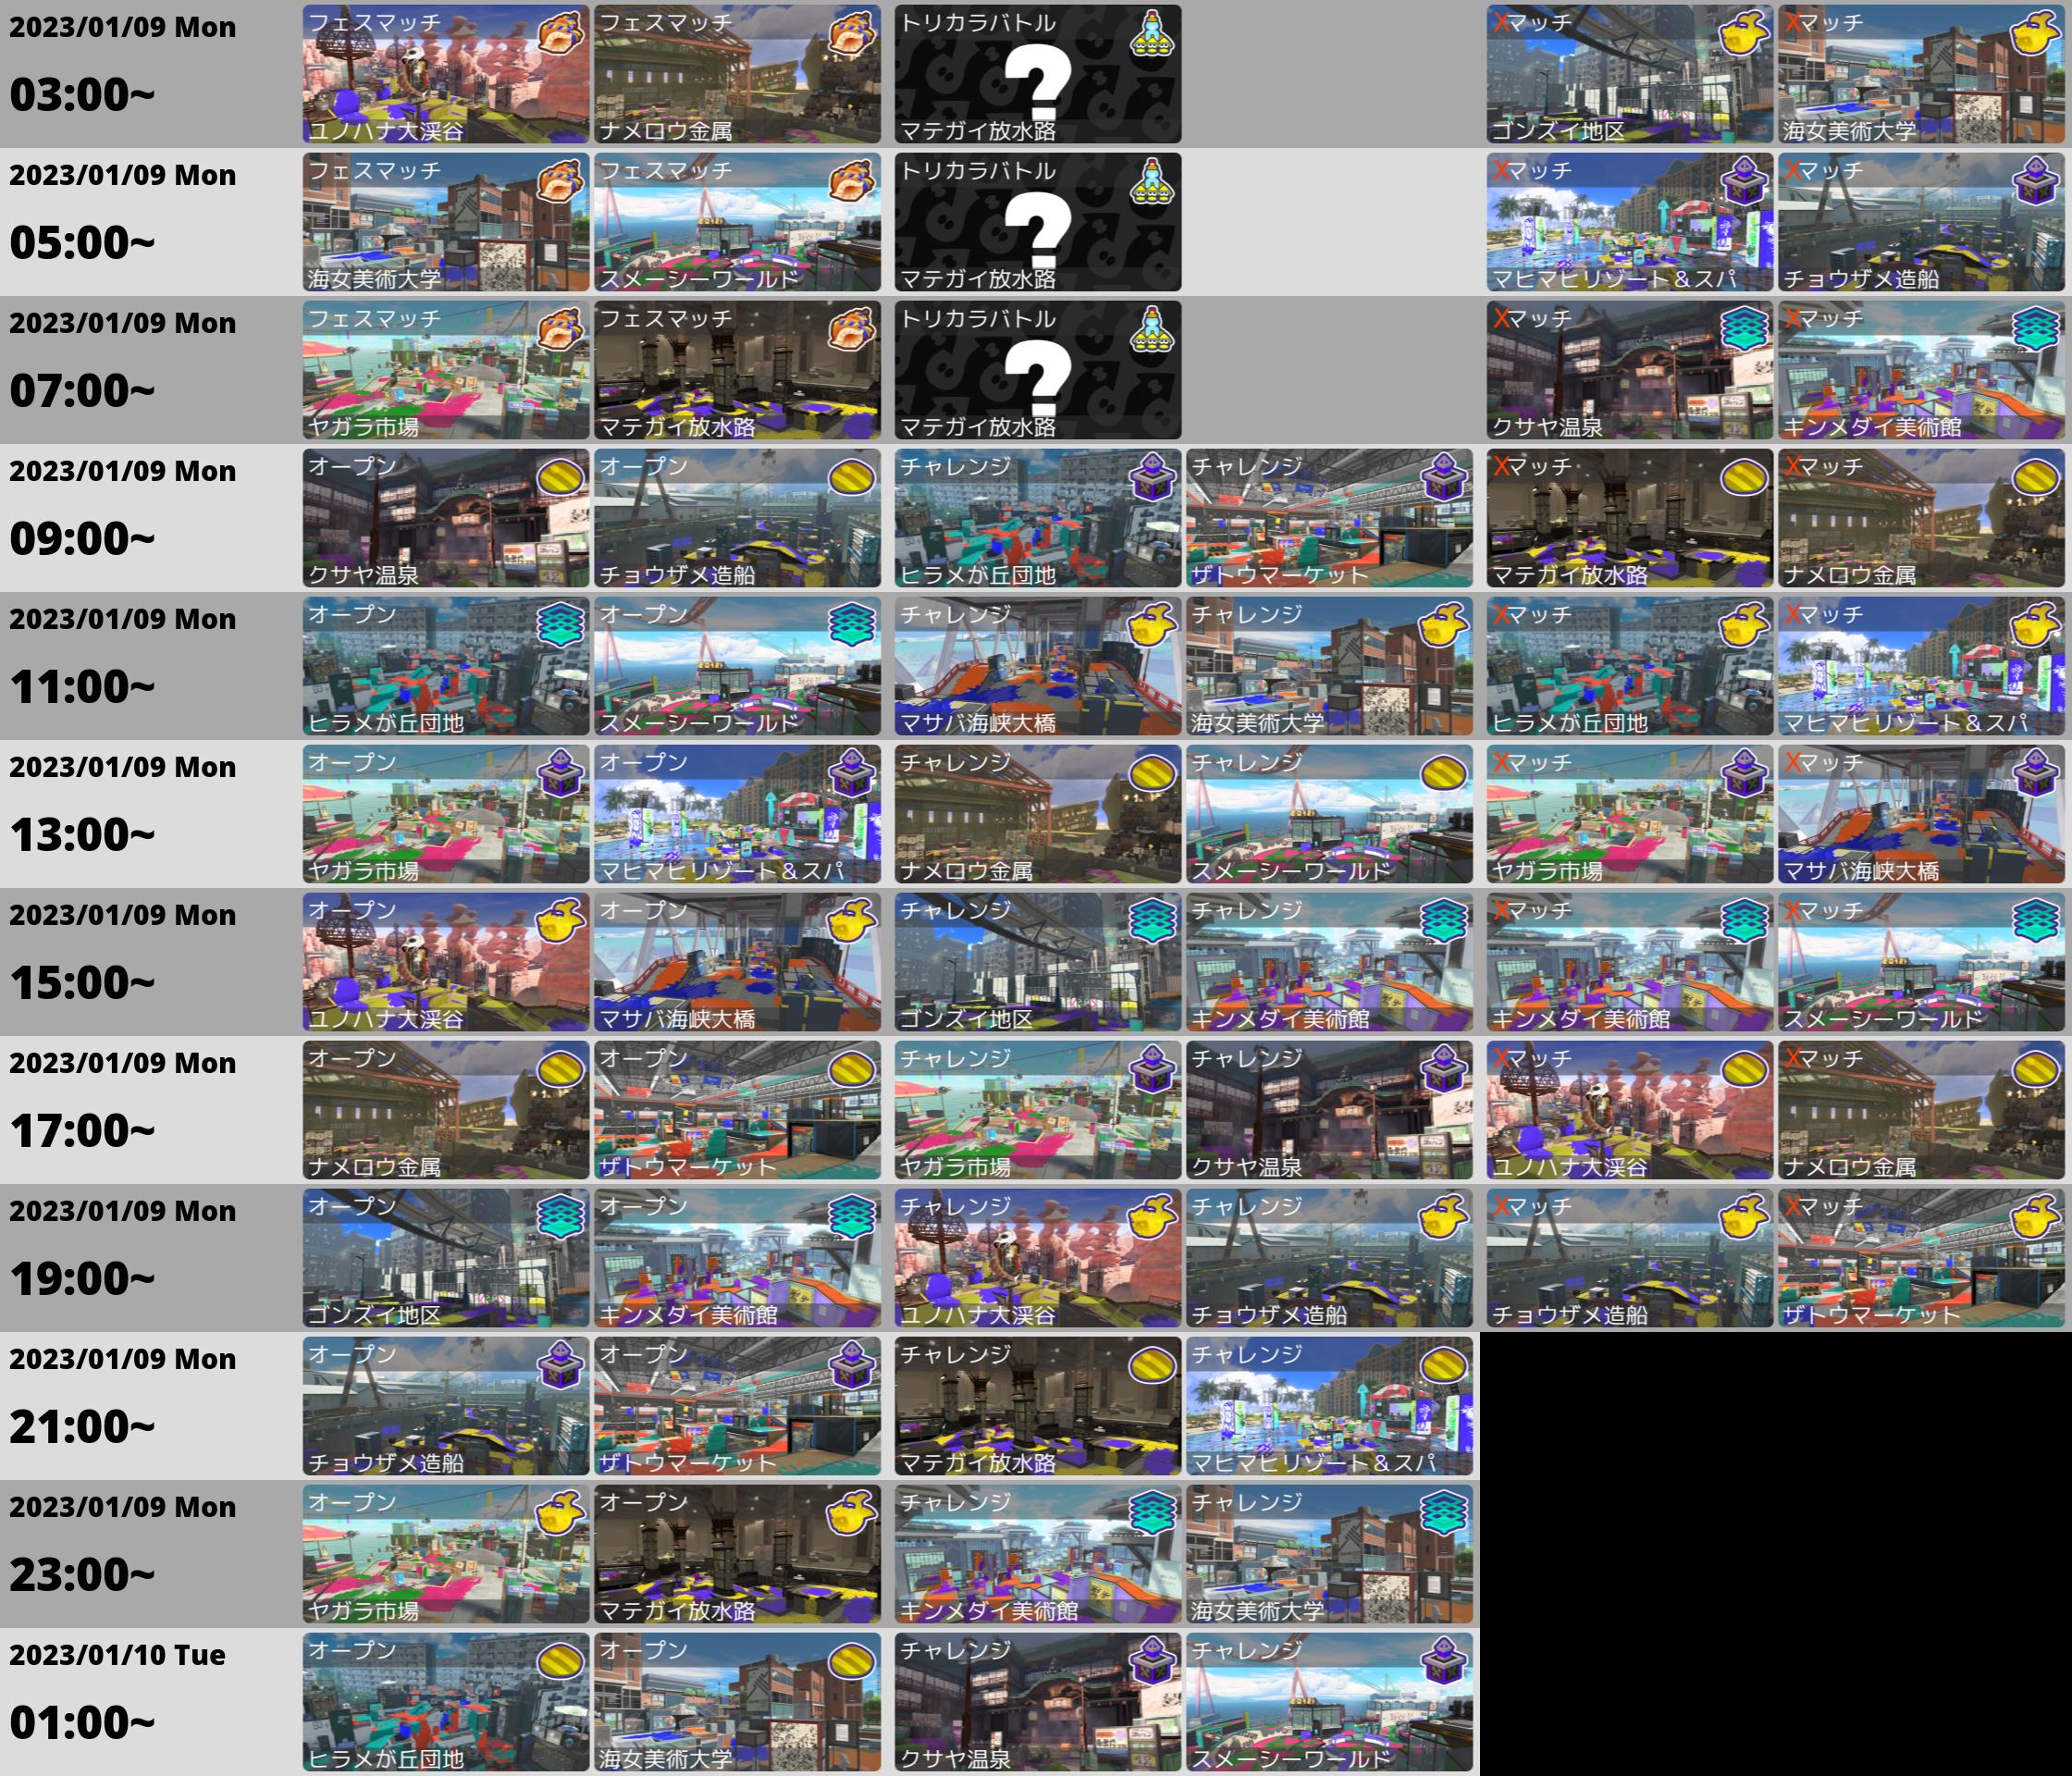 2023/01/09 Mon
03:00~
フェスマッチ
ユノハナ大渓谷
フェスマッチ
ナメロウ金属
トリカラバトル
?
マテガイ放水路
Xマッチ
ゴンズイ地区
Xマッチ
海女美術大学
2023/01/09 Mon
05:00~
フェスマッチ
海女美術大学
フェスマッチ
スメーシーワールド
トリカラバトル
?
マテガイ放水路
Xマッチ
マヒマヒリゾート＆スパ
Xマッチ
チョウザメ造船
2023/01/09 Mon
07:00~
フェスマッチ
ヤガラ市場
フェスマッチ
マテガイ放水路
トリカラバトル
?
マテガイ放水路
Xマッチ
クサヤ温泉
Xマッチ
キンメダイ美術館
2023/01/09 Mon
09:00~
オープン
クサヤ温泉
オープン
チョウザメ造船
チャレンジ
ヒラメが丘団地
チャレンジ
ザトウマーケット
Xマッチ
マテガイ放水路
Xマッチ
ナメロウ金属
2023/01/09 Mon
11:00~
オープン
ヒラメが丘団地
オープン
スメーシーワールド
チャレンジ
マサバ海峡大橋
チャレンジ
海女美術大学
Xマッチ
ヒラメが丘団地
Xマッチ
マヒマヒリゾート＆スパ
2023/01/09 Mon
13:00~
オープン
ヤガラ市場
オープン
マヒマヒリゾート＆スパ
チャレンジ
ナメロウ金属
チャレンジ
スメーシーワールド
Xマッチ
ヤガラ市場
Xマッチ
マサバ海峡大橋
2023/01/09 Mon
15:00~
オープン
ユノハナ大渓谷
オープン
マサバ海峡大橋
チャレンジ
ゴンズイ地区
チャレンジ
キンメダイ美術館
Xマッチ
キンメダイ美術館
Xマッチ
スメーシーワールド
2023/01/09 Mon
17:00~
オープン
ナメロウ金属
オープン
ザトウマーケット
チャレンジ
ヤガラ市場
チャレンジ
クサヤ温泉
Xマッチ
ユノハナ大渓谷
Xマッチ
ナメロウ金属
2023/01/09 Mon
19:00~
オープン
ゴンズイ地区
オープン
キンメダイ美術館
チャレンジ
ユノハナ大渓谷
チャレンジ
チョウザメ造船
Xマッチ
チョウザメ造船
Xマッチ
ザトウマーケット
2023/01/09 Mon
21:00~
オープン
チョウザメ造船
オープン
ザトウマーケット
チャレンジ
マテガイ放水路
チャレンジ
マヒマヒリゾート＆スパ
2023/01/09 Mon
23:00~
オープン
ヤガラ市場
オープン
マテガイ放水路
チャレンジ
キンメダイ美術館
チャレンジ
海女美術大学
2023/01/10 Tue
01:00~
オープン
ヒラメが丘団地
オープン
海女美術大学
チャレンジ
クサヤ温泉
チャレンジ
スメーシーワールド